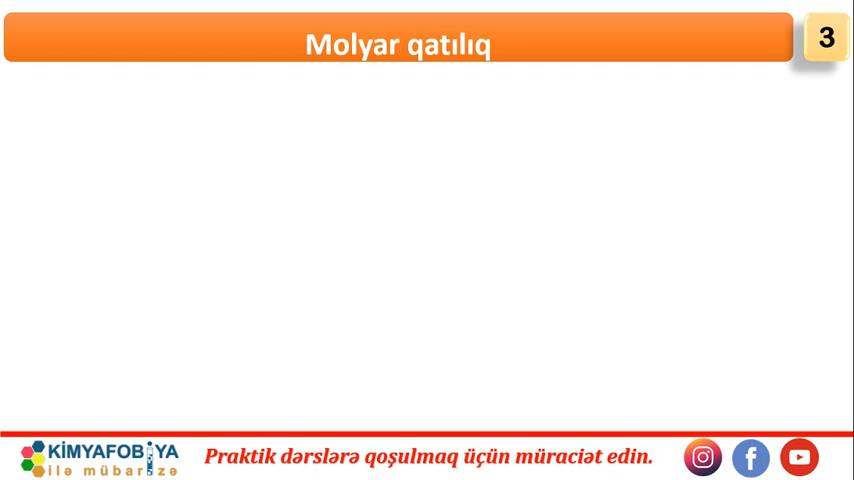 Molyar qatılıq
3
KİMYAFOBİYA
ilə mübarizə
Praktik dərslərə qoşulmaq üçün müraciət edin.